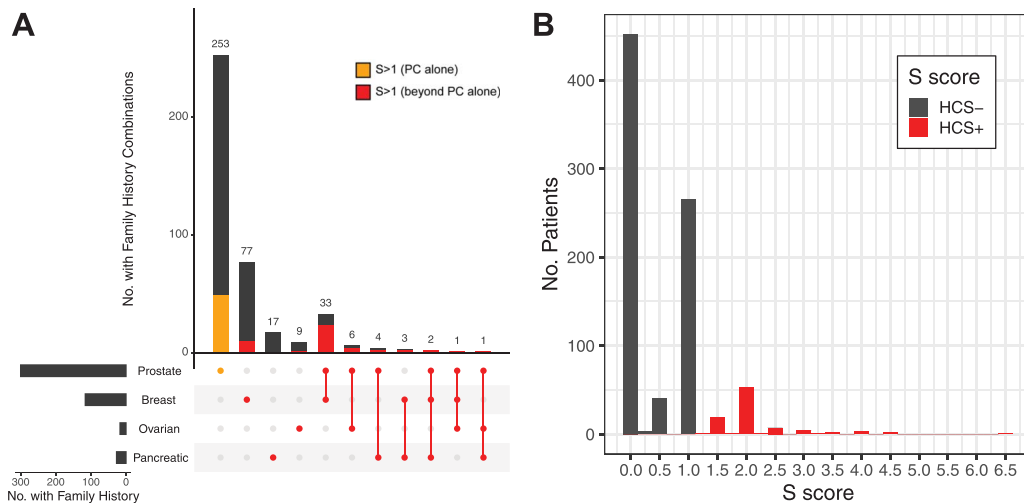 A
No. with Family History Combinations
200
100
0
253
77
17
9
33
6
4
3
2
1
1
S>1 (PC alone)
S>1 (beyond PC alone)
Prostate
Breast
Ovarian
Pancreatic
300 200 100 0
No. with Family History
B
No. Patients
400
300
200
100
0
S score
HCS−
HCS+
0.0 0.5 1.0 1.5 2.0 2.5 3.0 3.5 4.0 4.5 5.0 5.5 6.0 6.5
S score